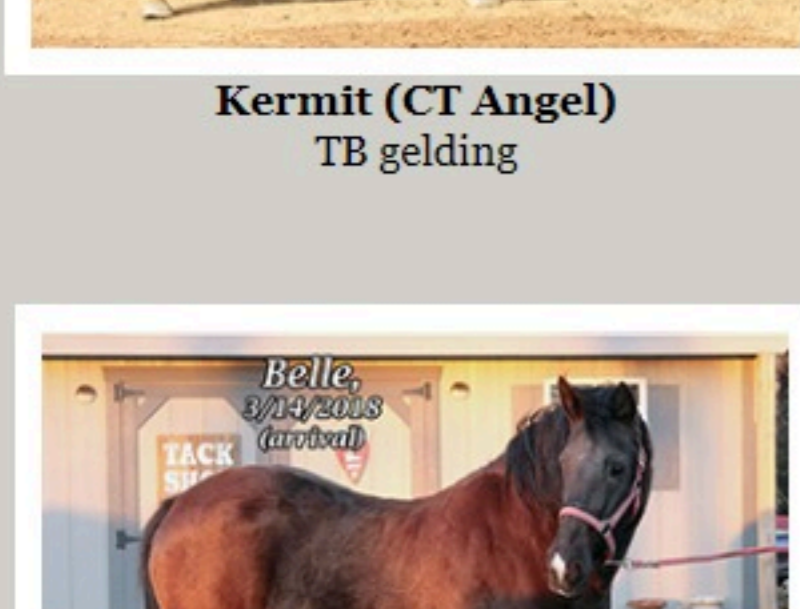 Kermit (CT Angel)
TB gelding
Belle,
3/14/2018
(arrival)
TACK